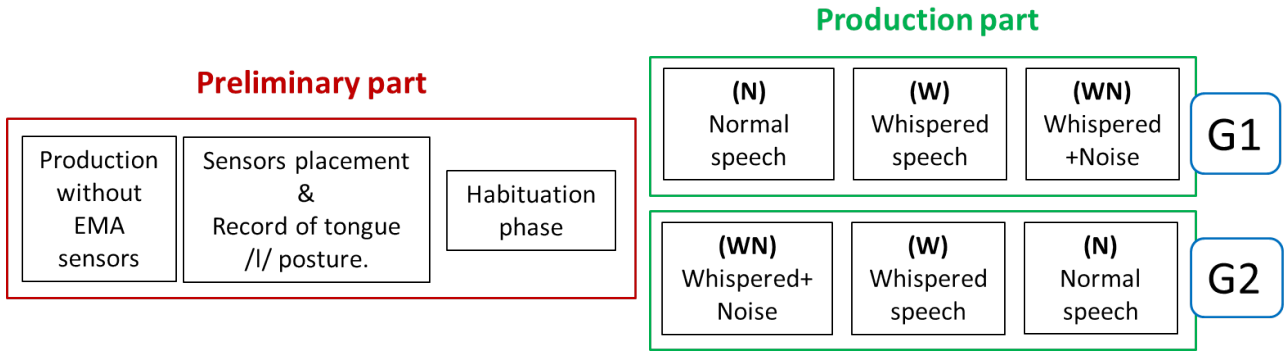 Preliminary part
Production
without
EMA
sensors
Sensors placement
&
Record of tongue
/l/ posture.
Habituation
phase
Production part
(N)
Normal
speech
(W)
Whispered
speech
(WN)
Whispered
+Noise
G1
(WN)
Whispered+
Noise
(W)
Whispered
speech
(N)
Normal
speech
G2